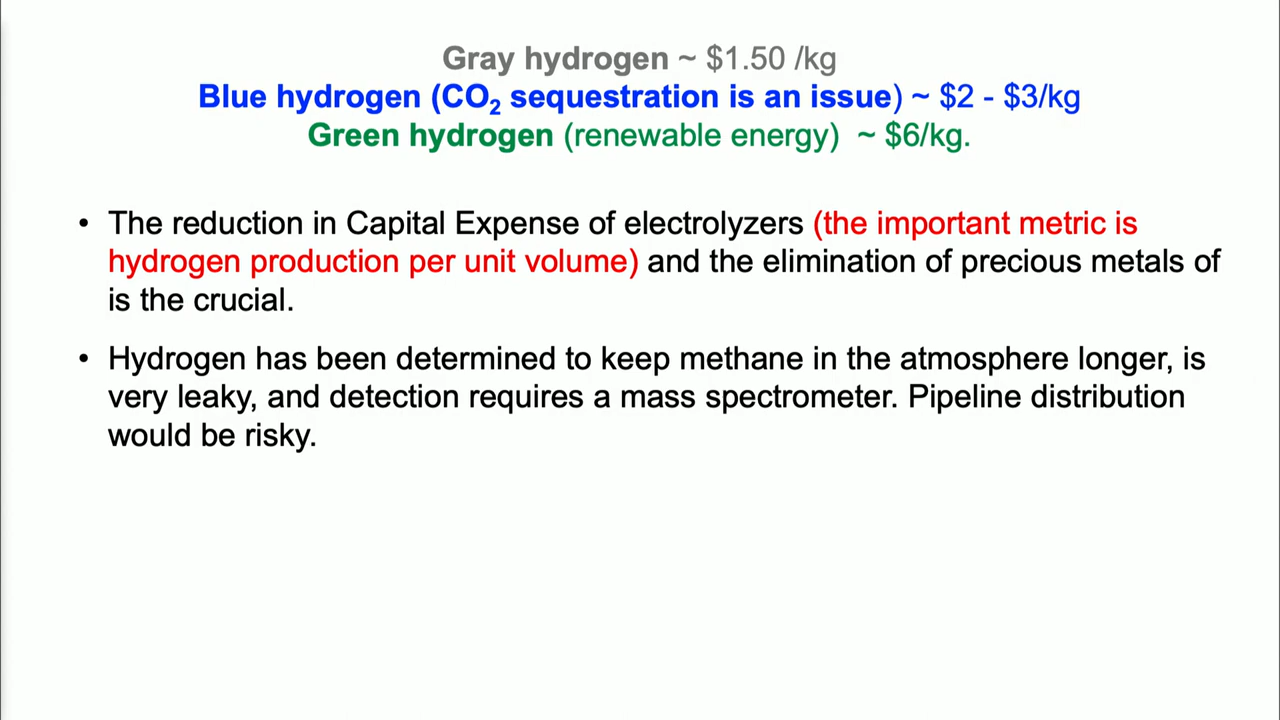 Gray hydrogen ~ $1.50 /kg
Blue hydrogen (CO₂ sequestration is an issue) ~ $2 - $3/kg
Green hydrogen (renewable energy) ~ $6/kg.
• The reduction in Capital Expense of electrolyzers (the important metric is
hydrogen production per unit volume) and the elimination of precious metals of
is the crucial.
• Hydrogen has been determined to keep methane in the atmosphere longer, is
very leaky, and detection requires a mass spectrometer. Pipeline distribution
would be risky.